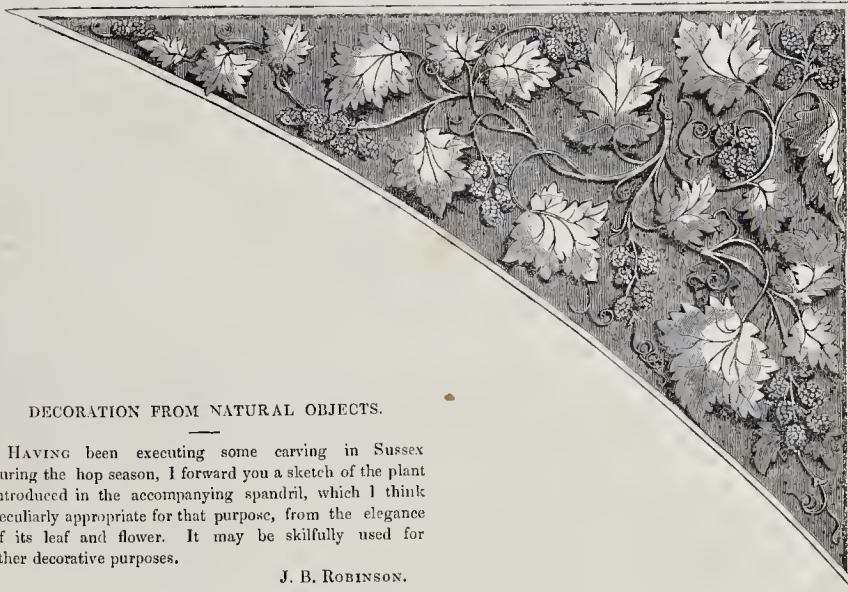 DECORATION FROM NATURAL OBJECTS.
HAVING been executing some carving in Sussex
uring the hop season, I forward you a sketch of the plant
ntroduced in the accompanying spandril, which I think
eculiarly appropriate for that purpose, from the elegance
f its leaf and flower. It may be skilfully used for
ther decorative purposes.
J. B. ROBINSON.